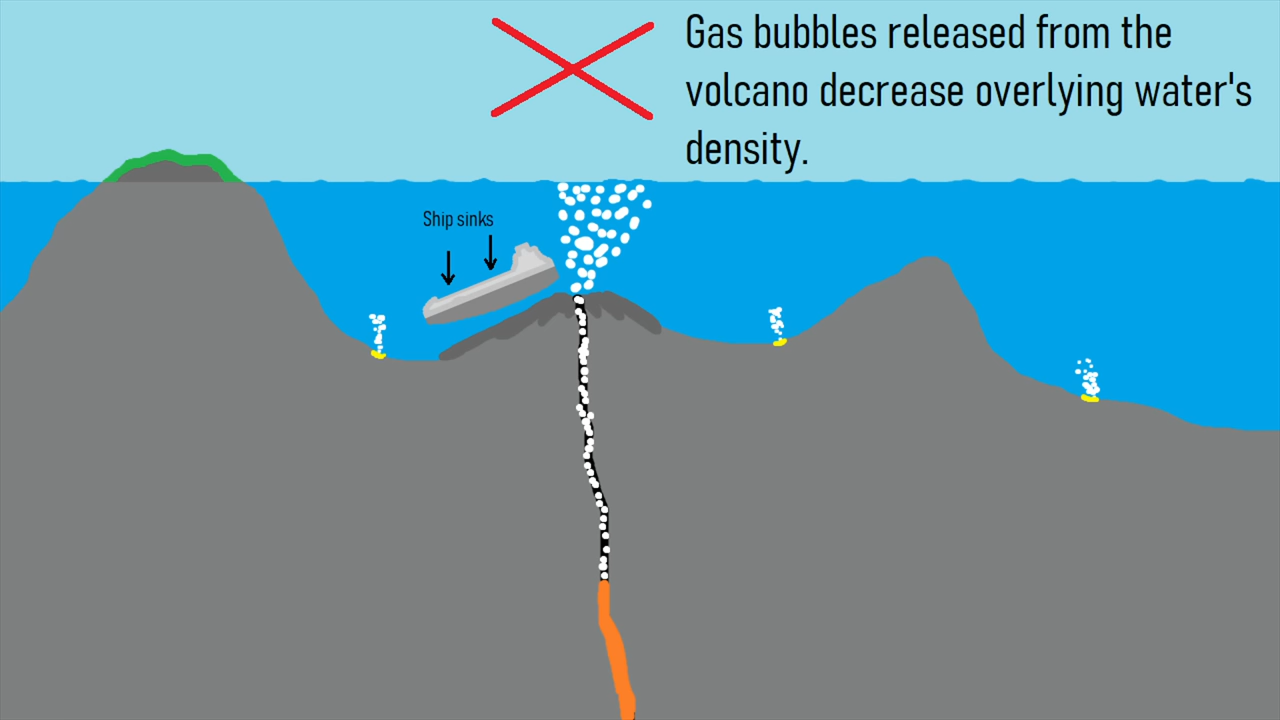 Gas bubbles released from the
volcano decrease overlying water's
density.
Ship sinks